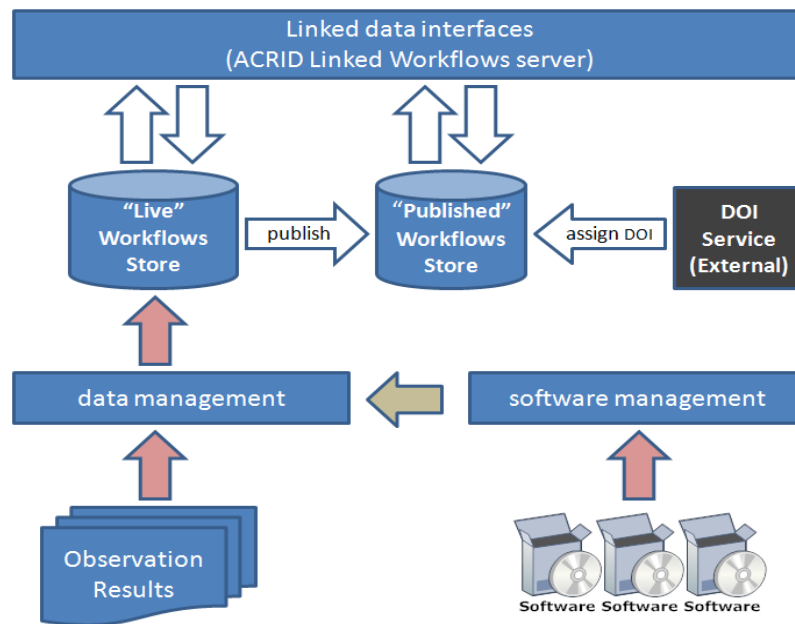 Linked data interfaces
(ACRID Linked Workflows server)
“Live”
Workflows
Store
publish
“Published”
Workflows
Store
assign DOI
DOI
Service
(External)
data management
software management
Observation
Results
Software Software Software